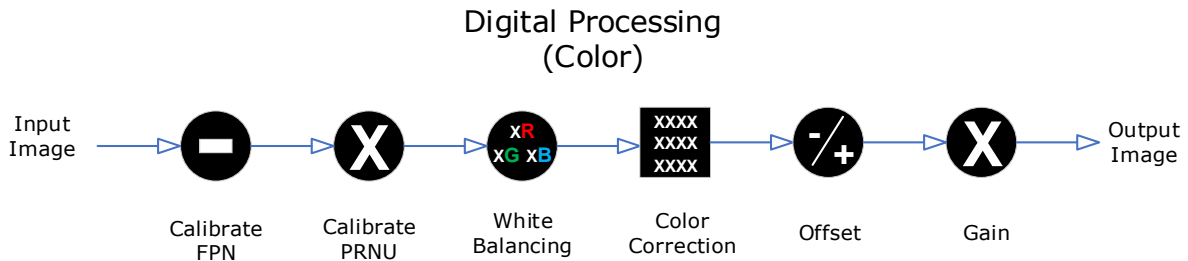 Digital Processing
(Color)
Input
Image
-
X
XR
XG XB
XXXX
XXXX
XXXX
-/+
X
Output
Image
Calibrate
FPN
Calibrate
PRNU
White
Balancing
Color
Correction
Offset
Gain